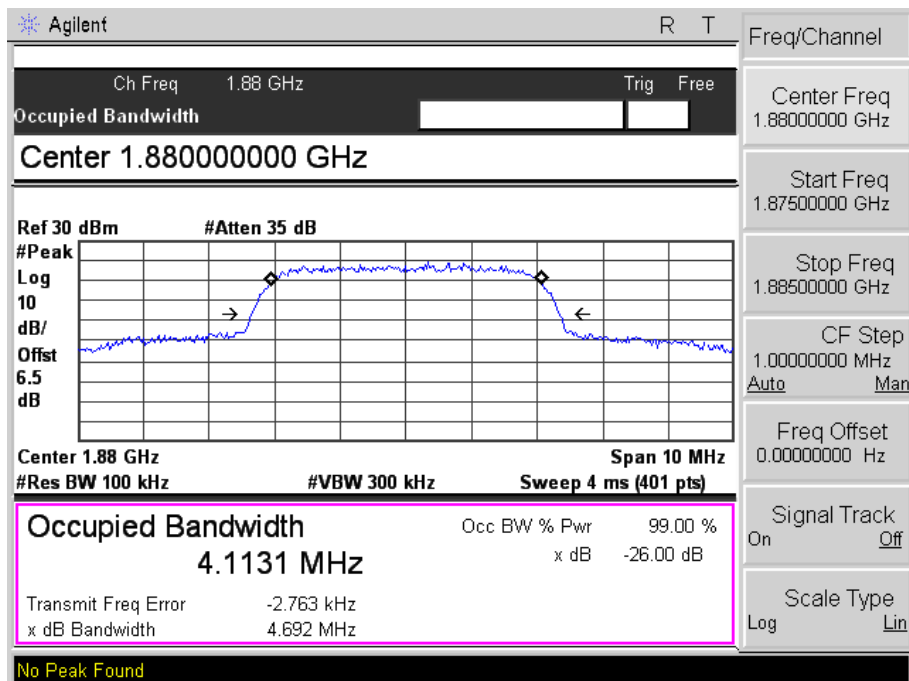 Agilent R T
Ch Freq 1.88 GHz Trig Free
Occupied Bandwidth
Center 1.880000000 GHz
Ref 30 dBm #Atten 35 dB
#Peak
Log
10
dB/
Offst
6.5
dB
Center 1.88 GHz Span 10 MHz
#Res BW 100 kHz #VBW 300 kHz Sweep 4 ms (401 pts)
Occupied Bandwidth Occ BW % Pwr 99.00 %
4.1131 MHz x dB -26.00 dB
Transmit Freq Error -2.763 kHz
x dB Bandwidth 4.692 MHz
No Peak Found
Freq/Channel
Center Freq
1.88000000 GHz
Start Freq
1.87500000 GHz
Stop Freq
1.88500000 GHz
CF Step
1.00000000 MHz
Auto Man
Freq Offset
0.00000000 Hz
Signal Track
On Off
Scale Type
Log Lin